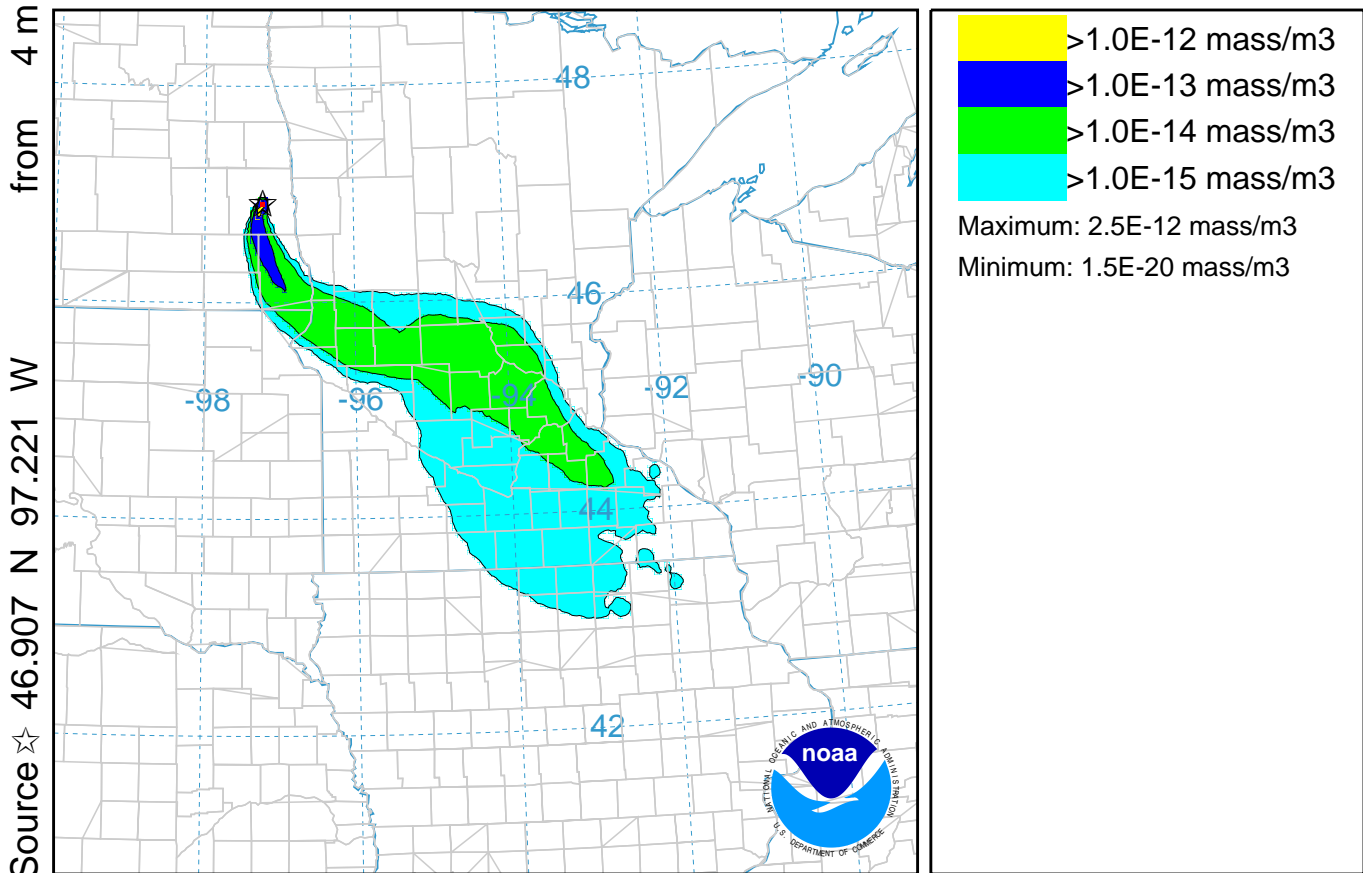 Source ☆ 46.907 N 97.221 W from 4 m
48
46
-98
-96
-94
-92
-90
44
42
>1.0E-12 mass/m3
>1.0E-13 mass/m3
>1.0E-14 mass/m3
>1.0E-15 mass/m3
Maximum: 2.5E-12 mass/m3
Minimum: 1.5E-20 mass/m3
NATIONAL OCEANIC AND ATMOSPHERIC ADMINISTRATION
noaa
U.S. DEPARTMENT OF COMMERCE